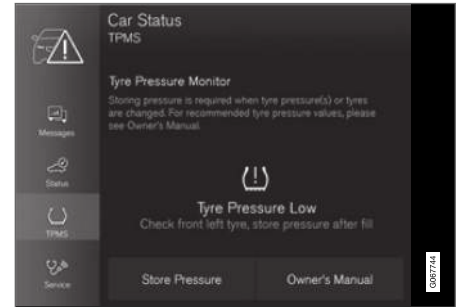 Car Status
TPMS
Tyre Pressure Monitor
Storing pressure is required when tyre pressure(s) or tyres
are changed. For recommended tyre pressure values, please
see Owner's Manual.
Messages
Status
TPMS
Service
(!)
Tyre Pressure Low
Check front left tyre, store pressure after fill
Store Pressure
Owner's Manual
G067744